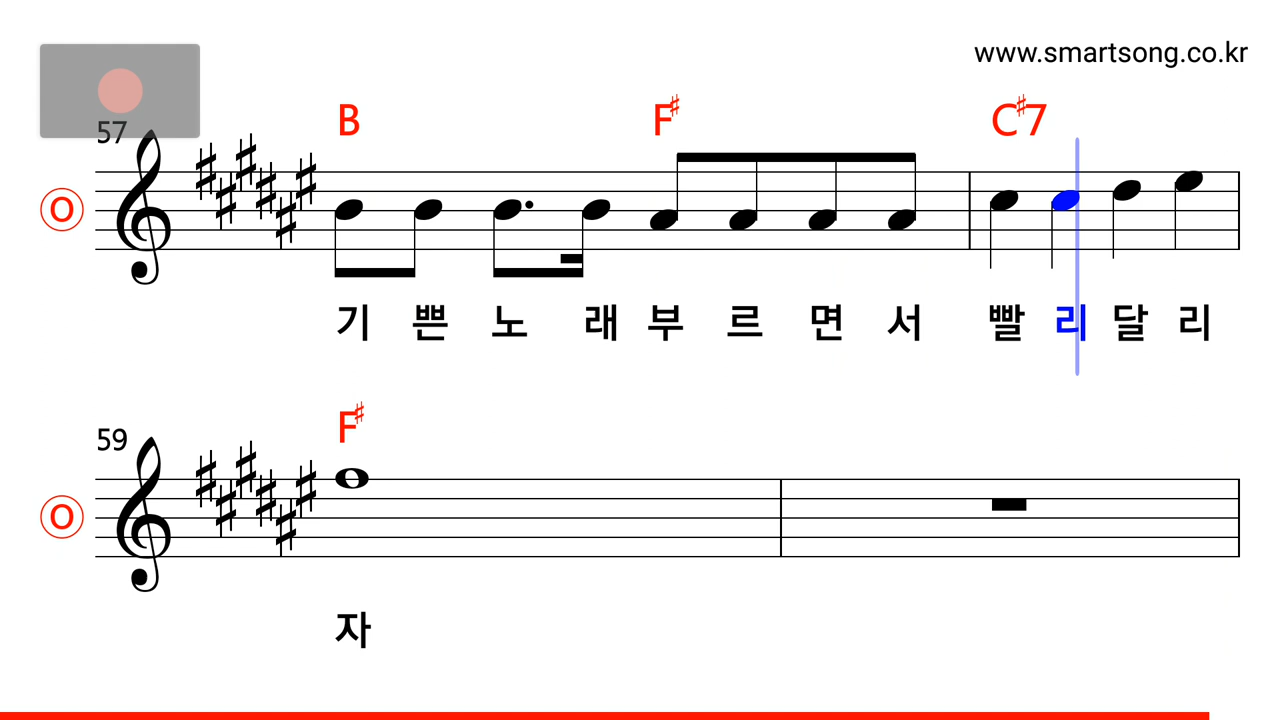 www.smartsong.co.kr
57
B F♯ C♯7
O
기 쁜 노 래 부 르 면 서 빨 리 달 리
59
F♯
O
자